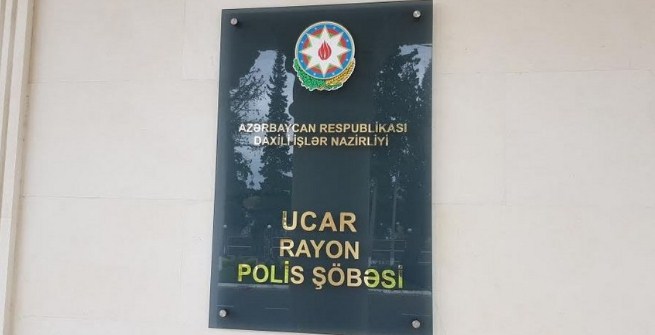 AZƏRBAYCAN RESPUBLİKASI
DAXİLİ İŞLƏR NAZİRLİYİ
UCAR
RAYON
POLİS ŞÖBƏSİ